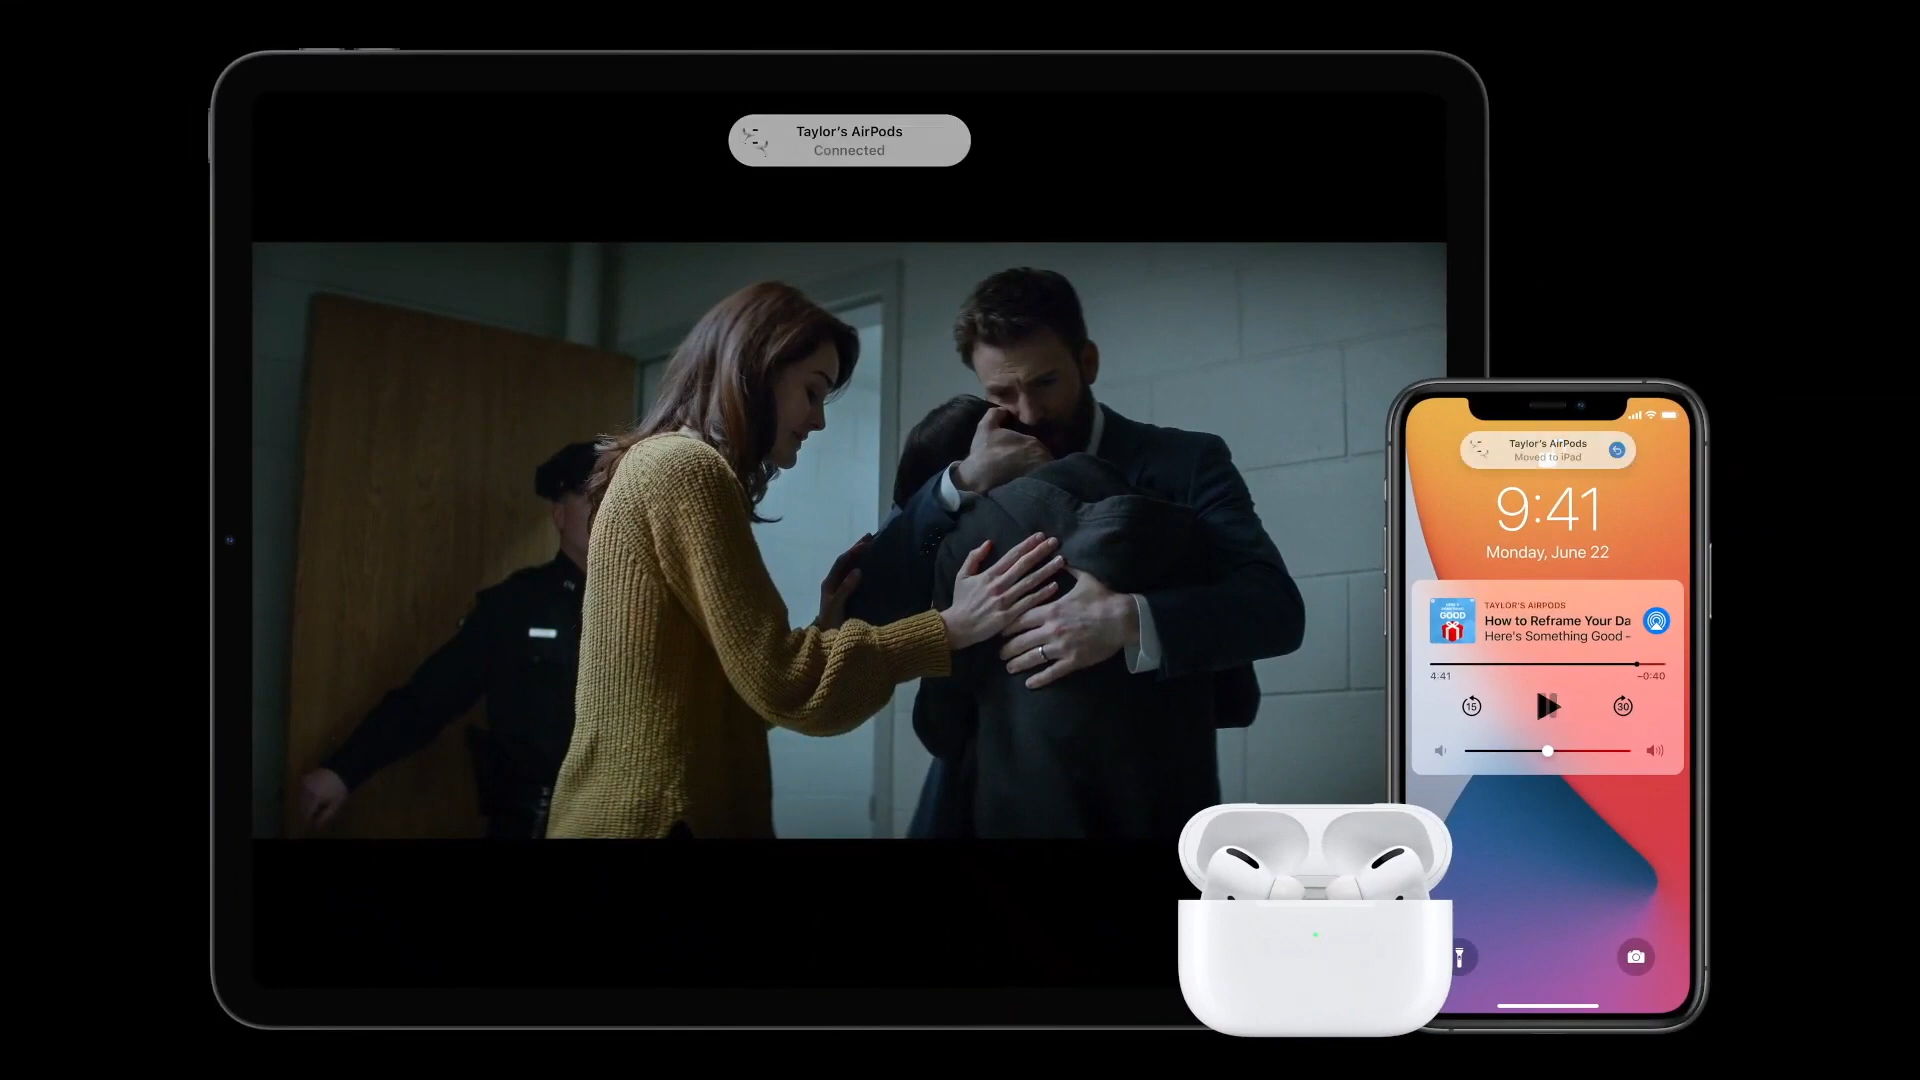 Taylor's AirPods
Connected
Taylor's AirPods
Moved to iPad
9:41
Monday, June 22
GOOD
TAYLOR'S AIRPODS
How to Reframe Your Da
Here's Something Good -
4:41
-0:40
15
30